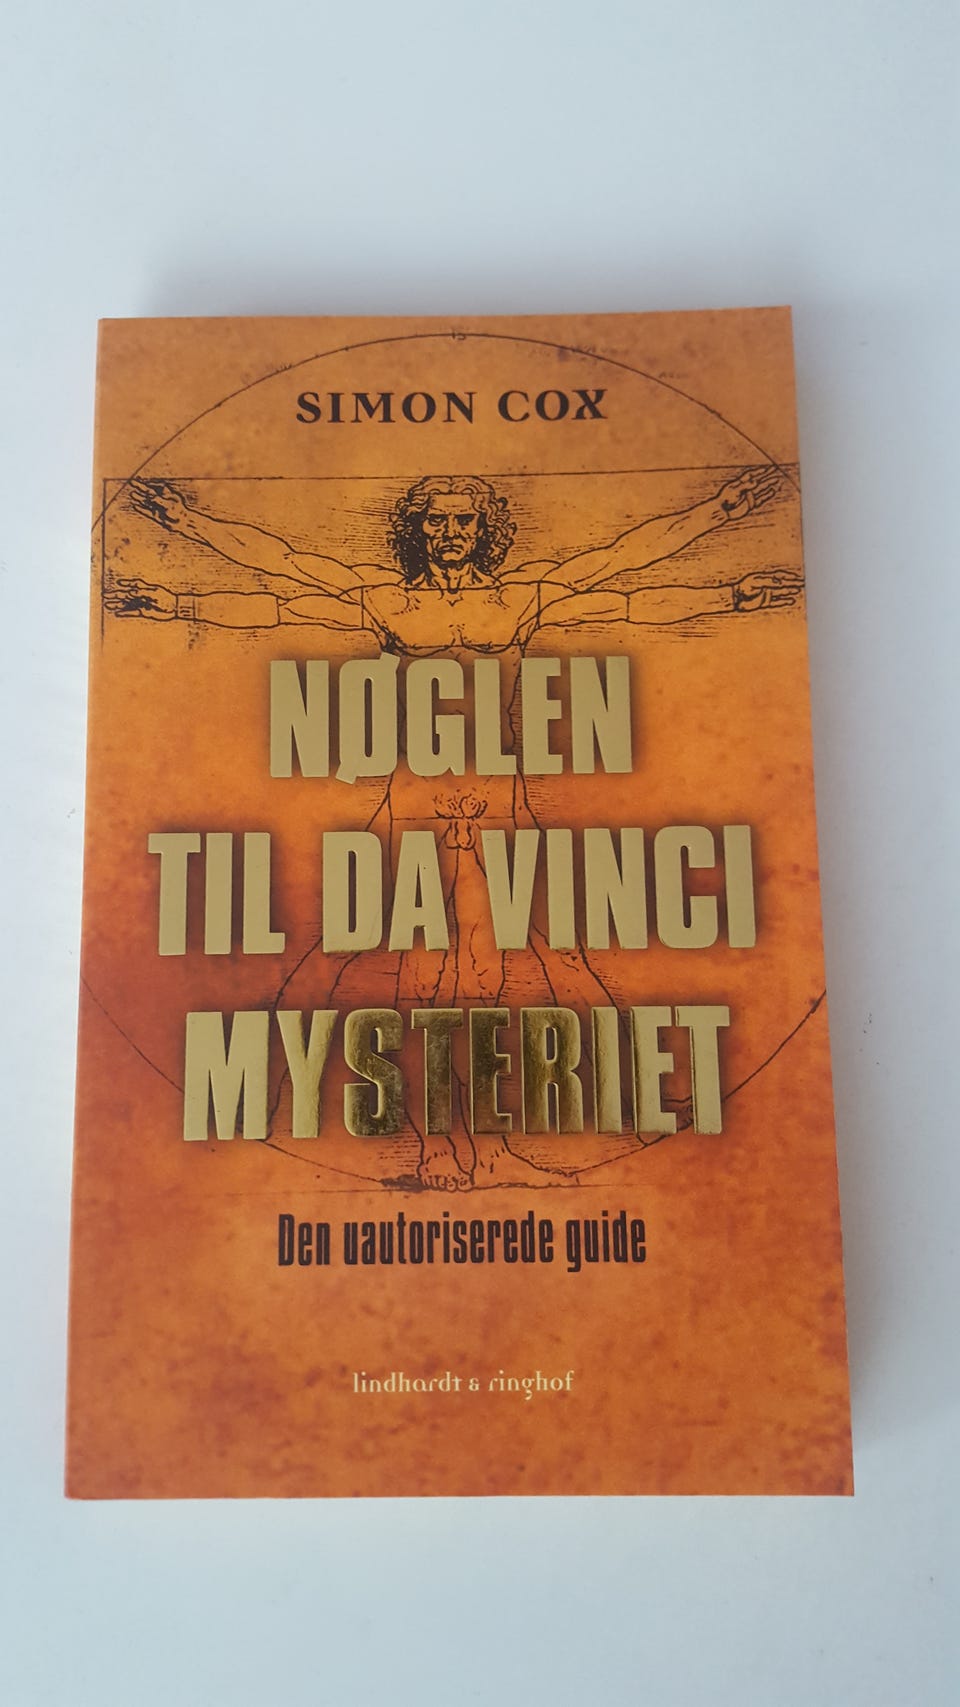 SIMON COX
NØGLEN
TIL DA VINCI
MYSTERIET
Den uautoriserede guide
lindhardt & ringhof